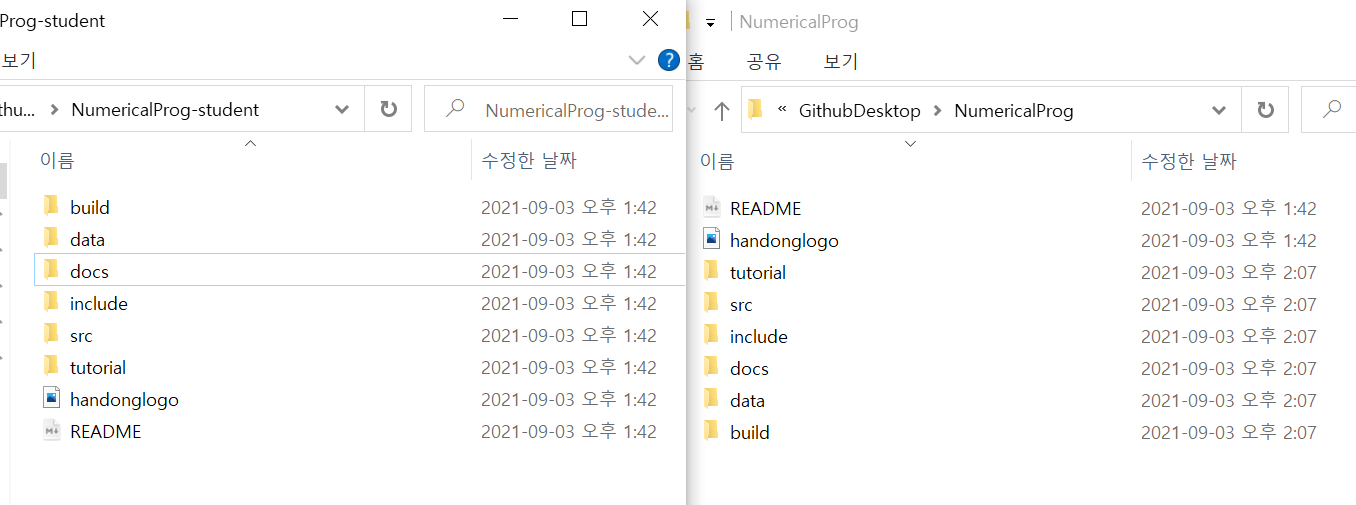 Prog-student
보기
?
thu... > NumericalProg-student
NumericalProg-stude...
이름 수정한 날짜
build 2021-09-03 오후 1:42
data 2021-09-03 오후 1:42
docs 2021-09-03 오후 1:42
include 2021-09-03 오후 1:42
src 2021-09-03 오후 1:42
tutorial 2021-09-03 오후 1:42
handonglogo 2021-09-03 오후 1:42
README 2021-09-03 오후 1:42
NumericalProg
홈 공유 보기
« GithubDesktop > NumericalProg
이름 수정한 날짜
README 2021-09-03 오후 1:42
handonglogo 2021-09-03 오후 1:42
tutorial 2021-09-03 오후 2:07
src 2021-09-03 오후 2:07
include 2021-09-03 오후 2:07
docs 2021-09-03 오후 2:07
data 2021-09-03 오후 2:07
build 2021-09-03 오후 2:07